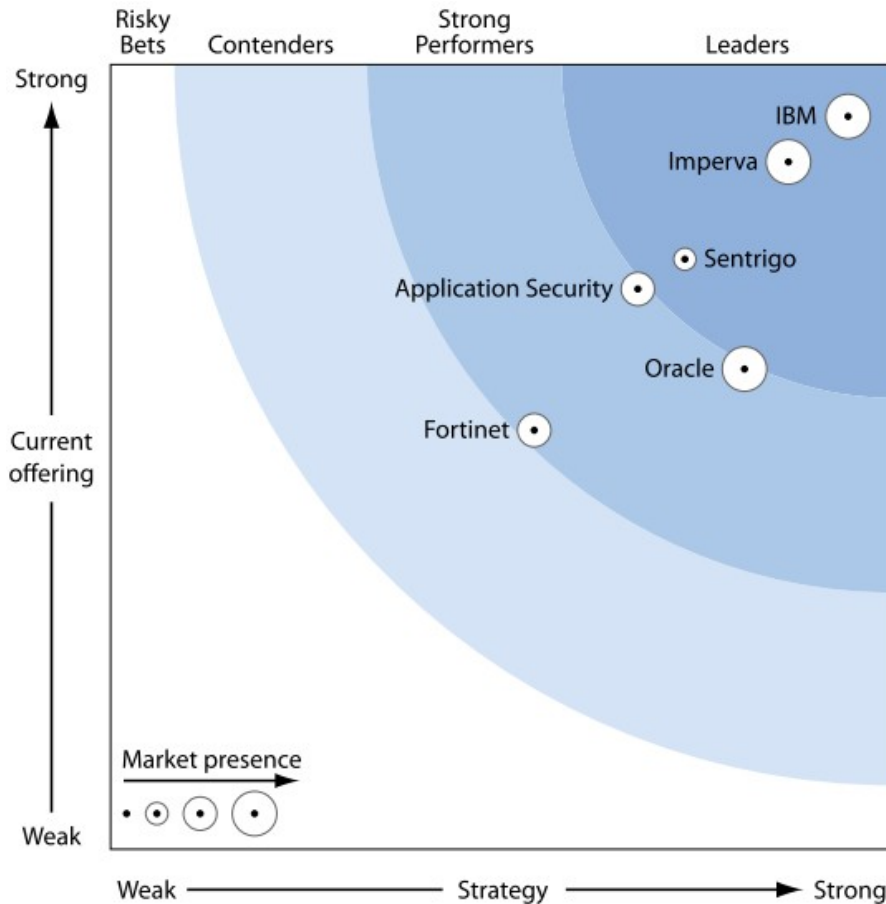 Risky
Bets
Contenders
Strong
Performers
Leaders
Strong
IBM
Imperva
Sentrigo
Application Security
Oracle
Fortinet
Current
offering
Market presence
Weak
Weak
Strategy
Strong